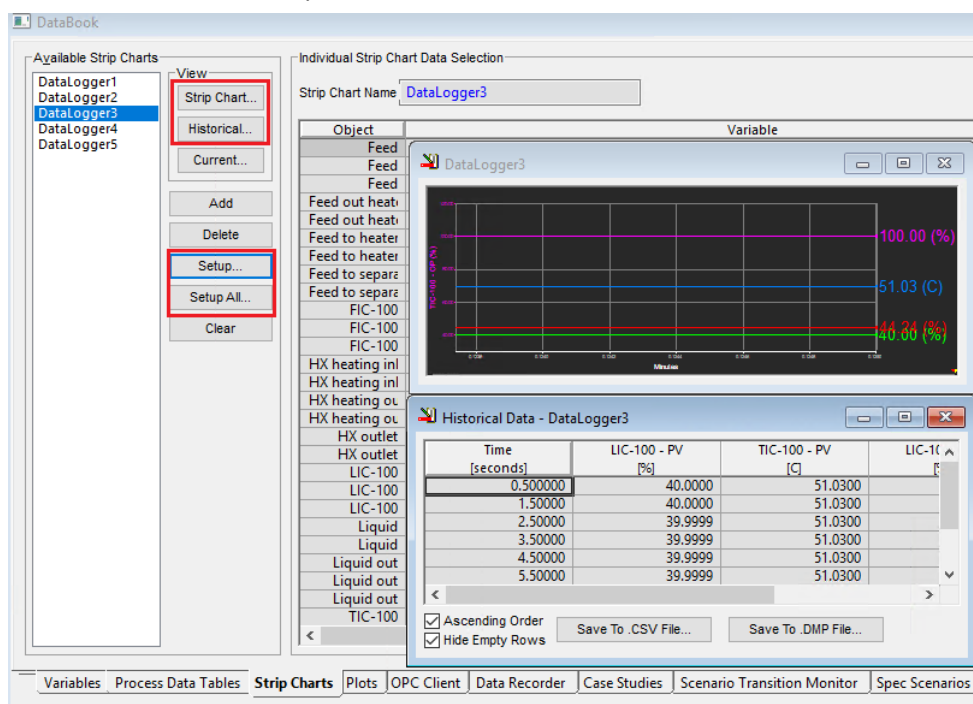 DataBook
Available Strip Charts
DataLogger1
DataLogger2
DataLogger3
DataLogger4
DataLogger5
View
Strip Chart...
Historical...
Current...
Add
Delete
Setup...
Setup All...
Clear
Individual Strip Chart Data Selection
Strip Chart Name DataLogger3
Object Variable
Feed
Feed
Feed
Feed out heat
Feed out heat
Feed to heater
Feed to heater
Feed to separa
Feed to separa
FIC-100
FIC-100
FIC-100
HX heating inl
HX heating inl
HX heating ou
HX heating ou
HX outlet
HX outlet
LIC-100
LIC-100
LIC-100
Liquid
Liquid
Liquid out
Liquid out
Liquid out
TIC-100
DataLogger3
TIC-100 - OP (%)
100.00 (%)
51.03 (C)
44.34 (%)
40.00 (%)
Minutes
Historical Data - DataLogger3
Time LIC-100 - PV TIC-100 - PV LIC-1(
[seconds] [%] [C] [%
0.500000 40.0000 51.0300
1.50000 40.0000 51.0300
2.50000 39.9999 51.0300
3.50000 39.9999 51.0300
4.50000 39.9999 51.0300
5.50000 39.9999 51.0300
Ascending Order
Hide Empty Rows
Save To .CSV File... Save To .DMP File...
Variables Process Data Tables Strip Charts Plots OPC Client Data Recorder Case Studies Scenario Transition Monitor Spec Scenarios